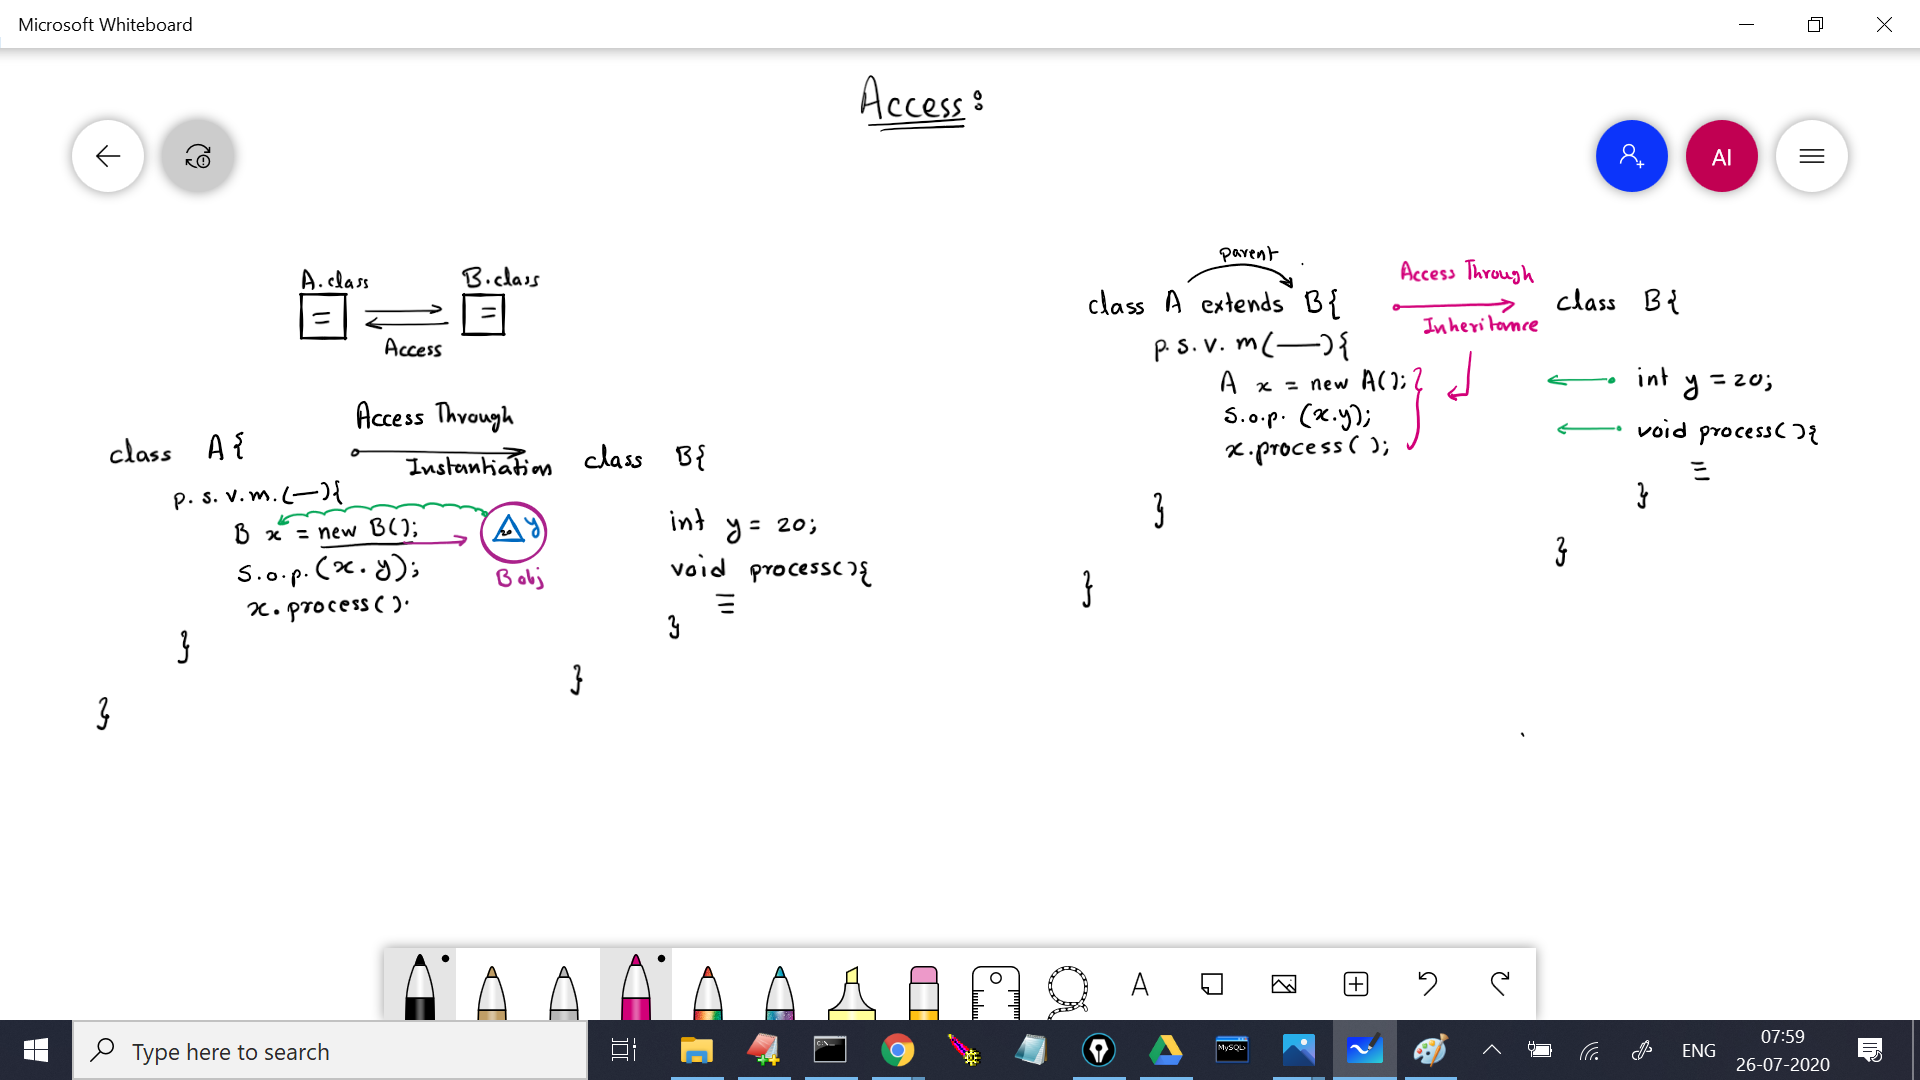 Microsoft Whiteboard
Access:
AI
A.class B.class
Access
class A{
Access Through
Instantiation
class B{
p.s.v.m.(—){
B x = new B();
s.o.p.(x.y);
x.process().
}
}
20 y
B obj
int y = 20;
void process(){
}
}
parent
class A extends B{
p.s.v.m(—){
A x = new A();
s.o.p.(x.y);
x.process();
}
}
Access Through
Inheritance
class B{
int y = 20;
void process(){
}
}
A
Type here to search
C:\_
MySQL
ENG
07:59
26-07-2020